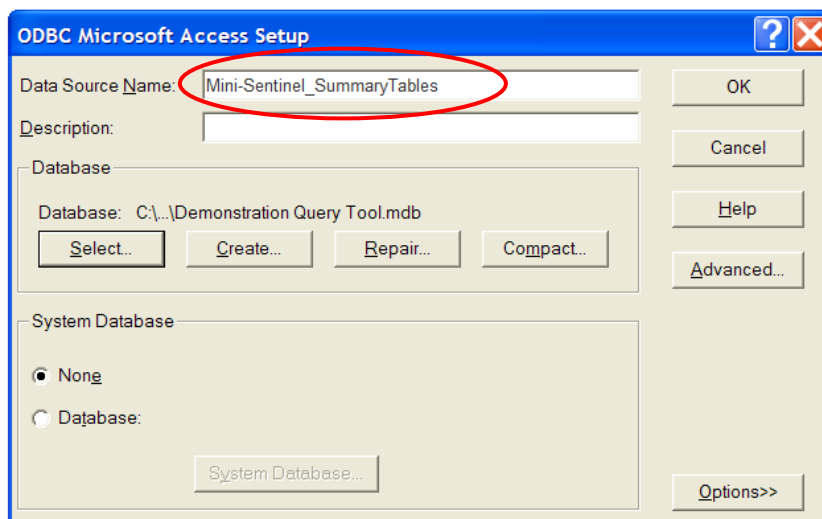 ODBC Microsoft Access Setup
Data Source Name: Mini-Sentinel_SummaryTables
OK
Description:
Cancel
Database
Database: C:\...\Demonstration Query Tool.mdb
Help
Select... Create... Repair... Compact...
Advanced...
System Database
None
Database:
System Database...
Options>>